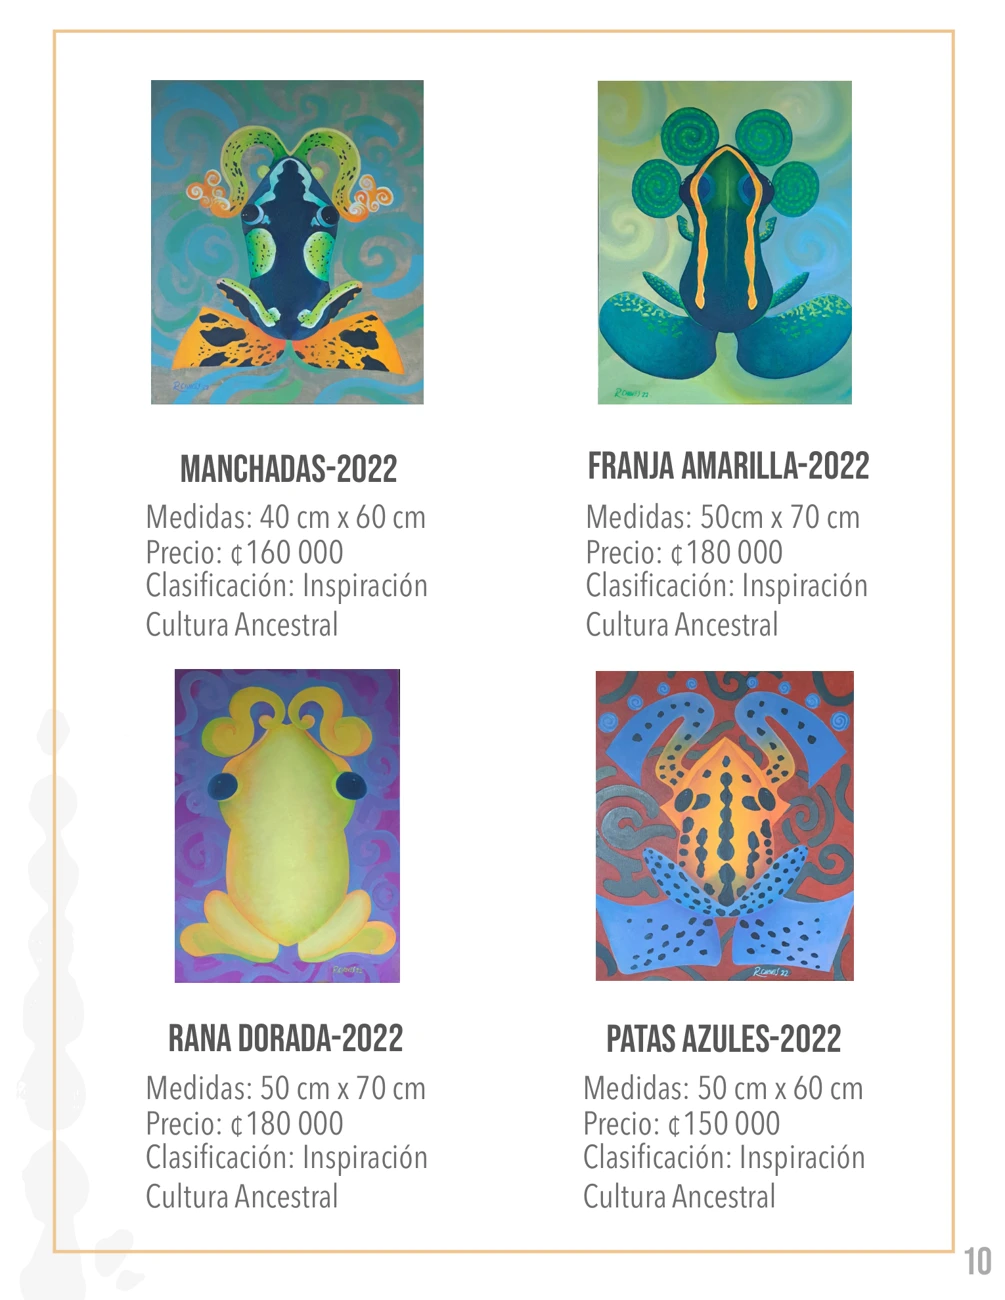 MANCHADAS-2022
Medidas: 40 cm x 60 cm
Precio: ¢160 000
Clasificación: Inspiración
Cultura Ancestral
FRANJA AMARILLA-2022
Medidas: 50cm x 70 cm
Precio: ¢180 000
Clasificación: Inspiración
Cultura Ancestral
RANA DORADA-2022
Medidas: 50 cm x 70 cm
Precio: ¢180 000
Clasificación: Inspiración
Cultura Ancestral
PATAS AZULES-2022
Medidas: 50 cm x 60 cm
Precio: ¢150 000
Clasificación: Inspiración
Cultura Ancestral
10